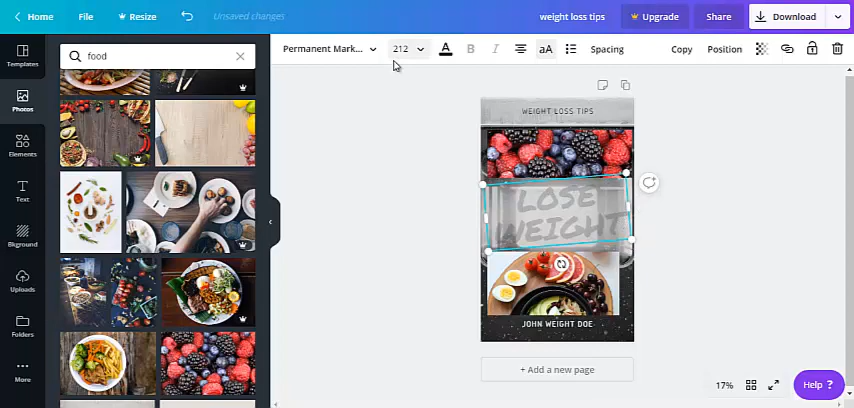 Home
File
Resize
Unsaved changes
weight loss tips
Upgrade
Share
Download
Templates
Photos
Elements
Text
Bkground
Uploads
Folders
More
food
Permanent Mark...
212
A
B
I
aA
Spacing
Copy
Position
WEIGHT LOSS TIPS
LOSE
WEIGHT
JOHN WEIGHT DOE
+ Add a new page
17%
Help ?